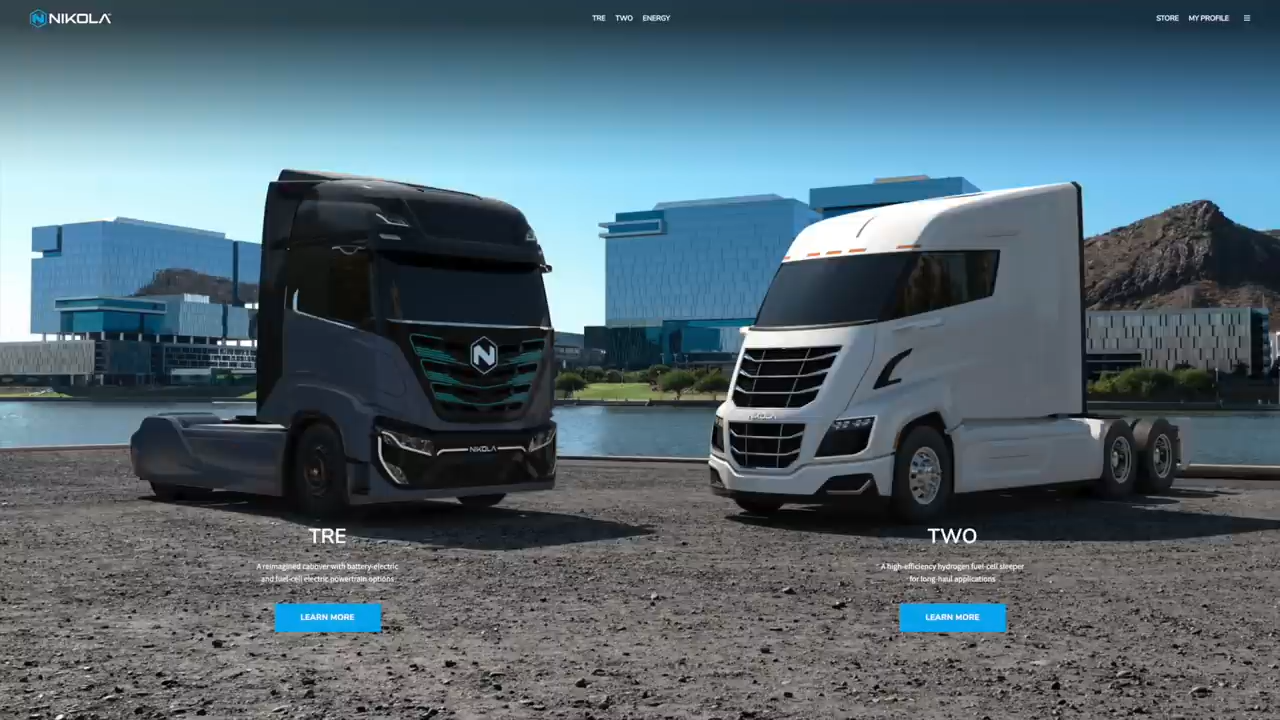 NIKOLA
TRE TWO ENERGY
STORE MY PROFILE
N
NIKOLA
NIKOLA
TRE
A reimagined cabover with battery-electric
and fuel-cell electric powertrain options
LEARN MORE
TWO
A high-efficiency hydrogen fuel-cell sleeper
for long-haul applications
LEARN MORE